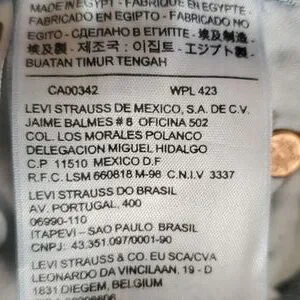 MADE IN EGYPT - FABRIQUÉ EN EGYPTE
FABRICADO EN EGIPTO - FABRICADO NO
EGITO - СДЕЛАНО В ЕГИПТЕ - 埃及制造
埃及製 - 제조국 : 이집트 - エジプト製 -
BUATAN TIMUR TENGAH
CA00342 WPL 423
LEVI STRAUSS DE MEXICO, S.A. DE C.V.
JAIME BALMES # 8 OFICINA 502
COL. LOS MORALES POLANCO
DELEGACION MIGUEL HIDALGO
C.P 11510 MEXICO D.F
R.F.C. LSM 660818 M-98 C.N.I.V 3337
LEVI STRAUSS DO BRASIL
AV. PORTUGAL, 400
06990-110
ITAPEVI - SAO PAULO BRASIL
CNPJ: 43.351.097/0001-90
LEVI STRAUSS & CO. EU SCA/CVA
LEONARDO DA VINCILAAN, 19 - D
1831 DIEGEM, BELGIUM